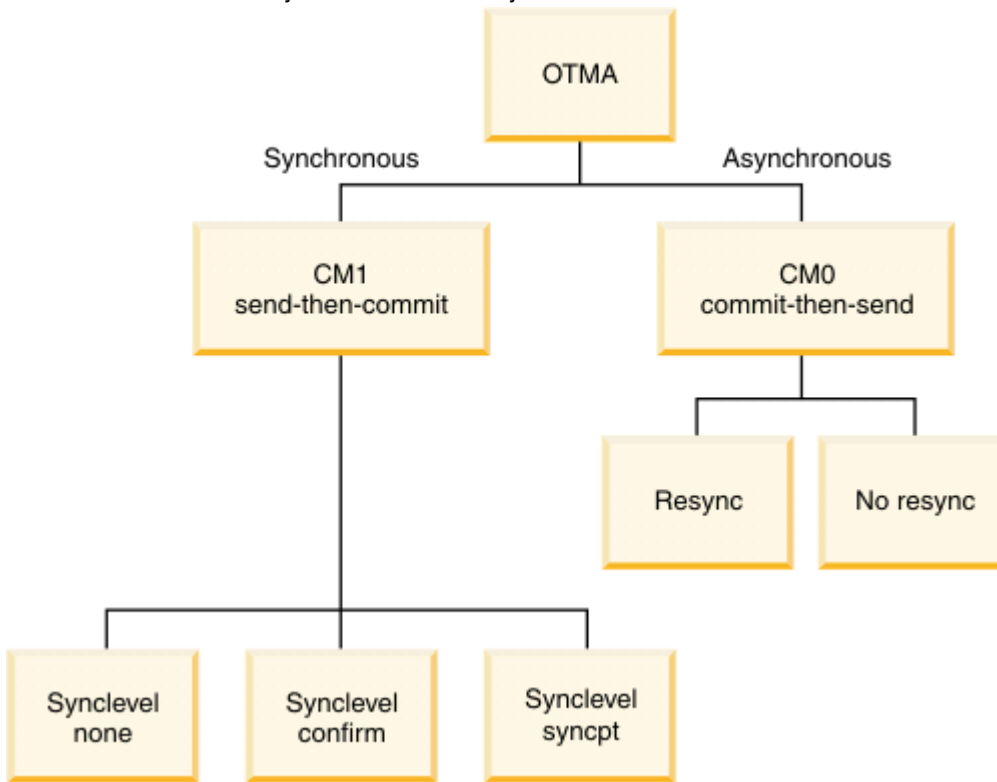 OTMA
Synchronous
Asynchronous
CM1
send-then-commit
CM0
commit-then-send
Resync
No resync
Synclevel
none
Synclevel
confirm
Synclevel
syncpt